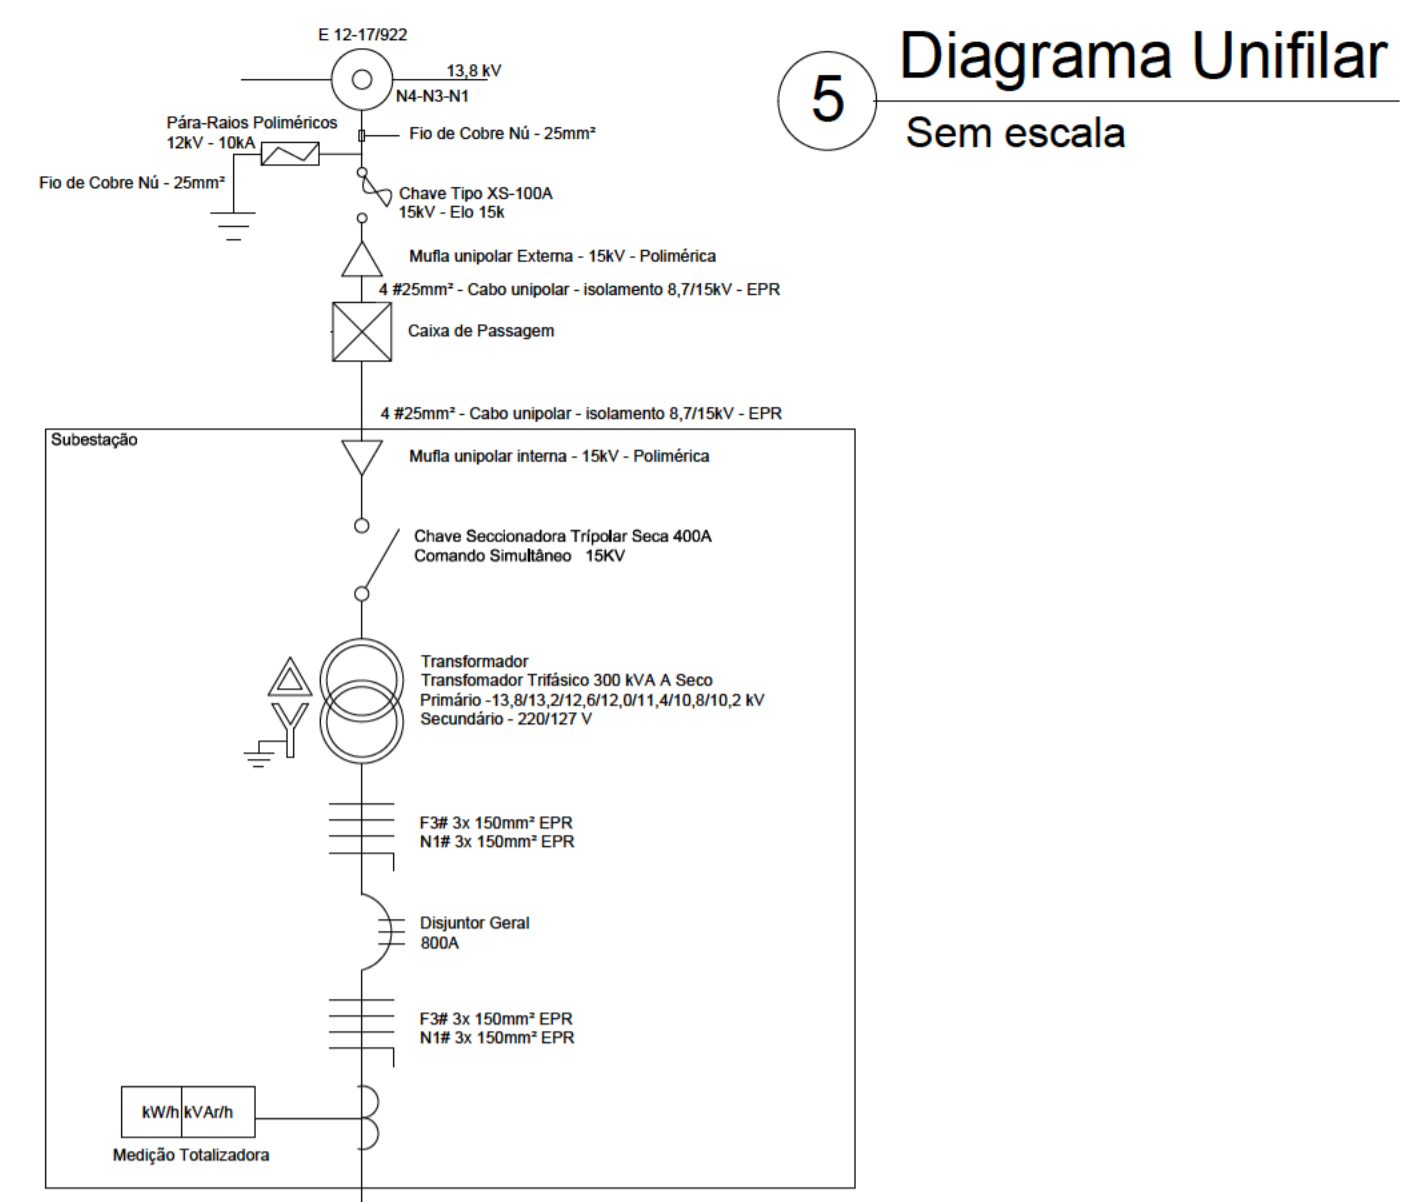 E 12-17/922
13,8 kV
N4-N3-N1
5
Diagrama Unifilar
Sem escala
Pára-Raios Poliméricos
12kV - 10kA
Fio de Cobre Nú - 25mm²
Fio de Cobre Nú - 25mm²
Chave Tipo XS-100A
15kV - Elo 15k
Mufla unipolar Externa - 15kV - Polimérica
4 #25mm² - Cabo unipolar - isolamento 8,7/15kV - EPR
Caixa de Passagem
4 #25mm² - Cabo unipolar - isolamento 8,7/15kV - EPR
Subestação
Mufla unipolar interna - 15kV - Polimérica
Chave Seccionadora Trípolar Seca 400A
Comando Simultâneo 15KV
Transformador
Transfomador Trifásico 300 kVA A Seco
Primário -13,8/13,2/12,6/12,0/11,4/10,8/10,2 kV
Secundário - 220/127 V
F3# 3x 150mm² EPR
N1# 3x 150mm² EPR
Disjuntor Geral
800A
F3# 3x 150mm² EPR
N1# 3x 150mm² EPR
kW/h kVAr/h
Medição Totalizadora